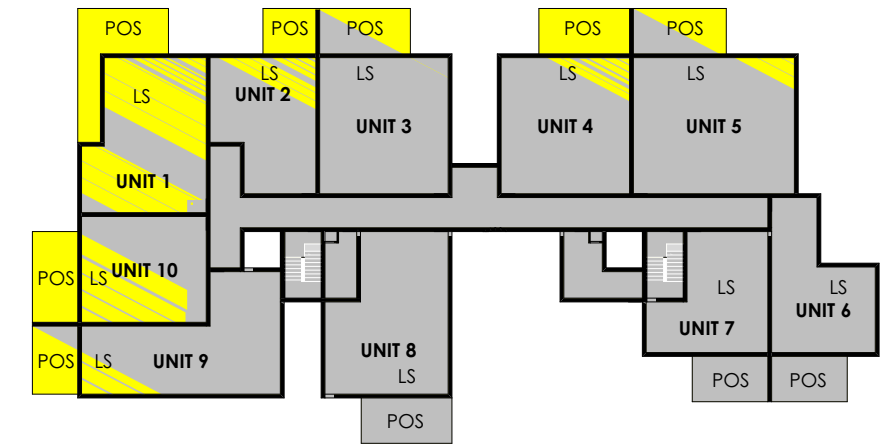 POS
POS
POS
POS
POS
LS
LS
LS
LS
LS
UNIT 2
UNIT 3
UNIT 4
UNIT 5
UNIT 1
POS
LS
UNIT 10
LS
LS
UNIT 6
UNIT 7
POS
LS
UNIT 9
UNIT 8
LS
POS
POS
POS